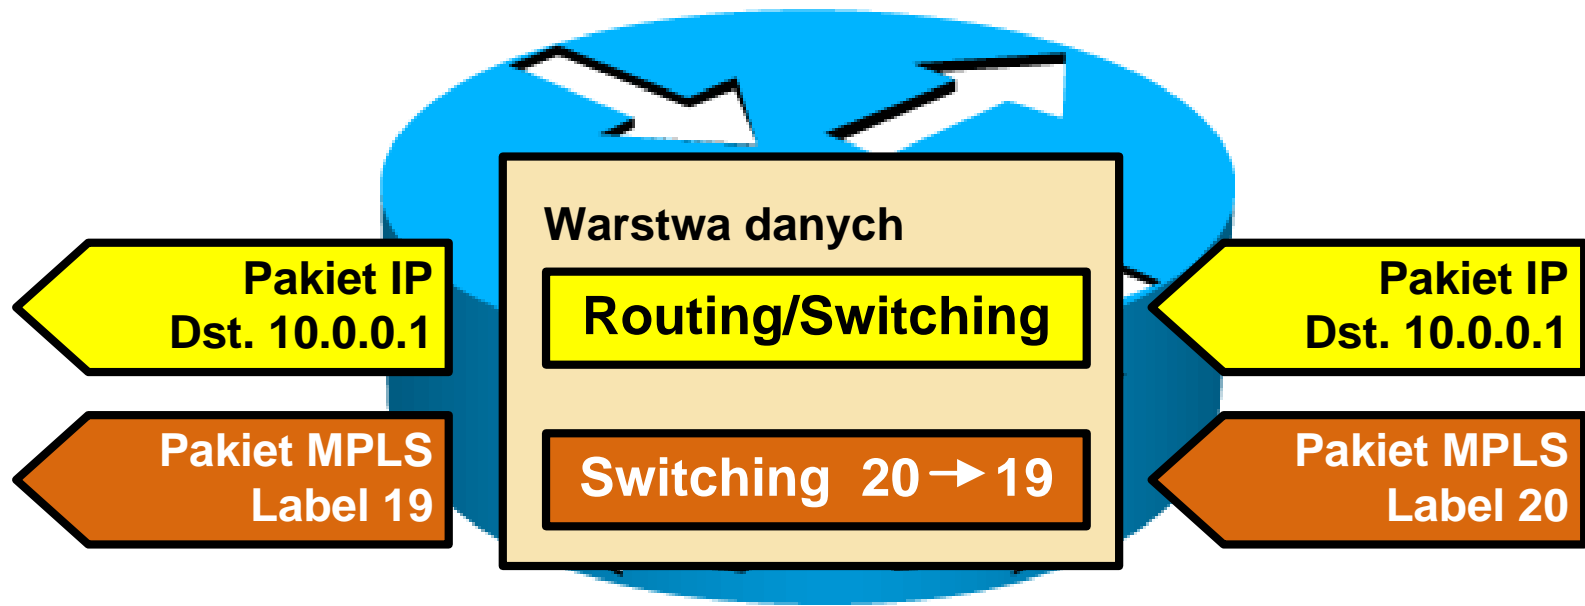 Warstwa danych
Pakiet IP
Dst. 10.0.0.1
Routing/Switching
Pakiet IP
Dst. 10.0.0.1
Pakiet MPLS
Label 19
Switching 20 → 19
Pakiet MPLS
Label 20